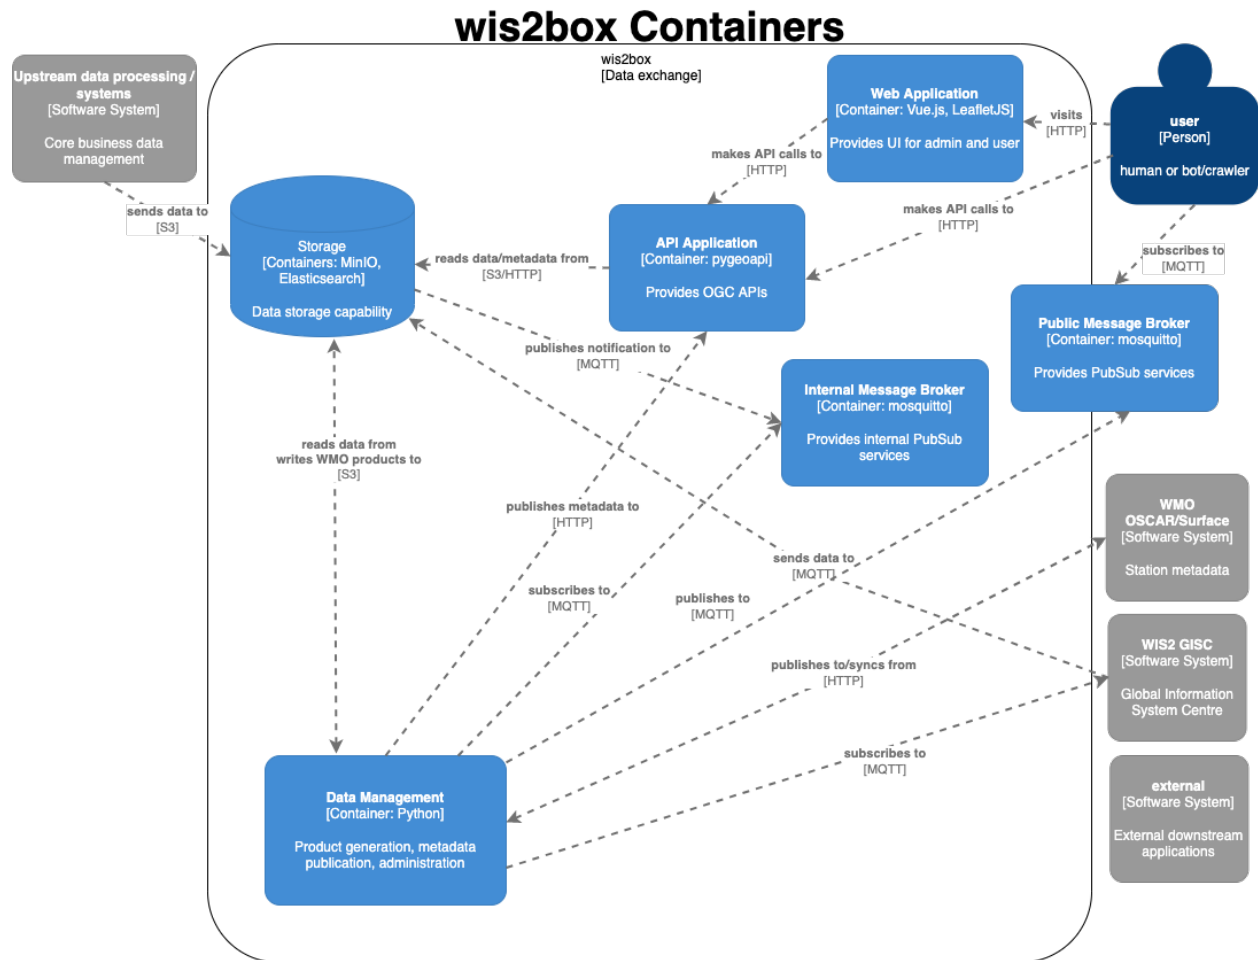 wis2box Containers
wis2box
[Data exchange]
Upstream data processing /
systems
[Software System]
Core business data
management
Web Application
[Container: Vue.js, LeafletJS]
Provides UI for admin and user
visits
[HTTP]
user
[Person]
human or bot/crawler
makes API calls to
[HTTP]
sends data to
[S3]
makes API calls to
[HTTP]
subscribes to
[MQTT]
Storage
[Containers: MinIO,
Elasticsearch]
Data storage capability
reads data/metadata from
[S3/HTTP]
API Application
[Container: pygeoapi]
Provides OGC APIs
Public Message Broker
[Container: mosquitto]
Provides PubSub services
publishes notification to
[MQTT]
Internal Message Broker
[Container: mosquitto]
Provides internal PubSub
services
reads data from
writes WMO products to
[S3]
publishes metadata to
[HTTP]
WMO
OSCAR/Surface
[Software System]
Station metadata
sends data to
[MQTT]
subscribes to
[MQTT]
publishes to
[MQTT]
publishes to/syncs from
[HTTP]
WIS2 GISC
[Software System]
Global Information
System Centre
subscribes to
[MQTT]
Data Management
[Container: Python]
Product generation, metadata
publication, administration
external
[Software System]
External downstream
applications